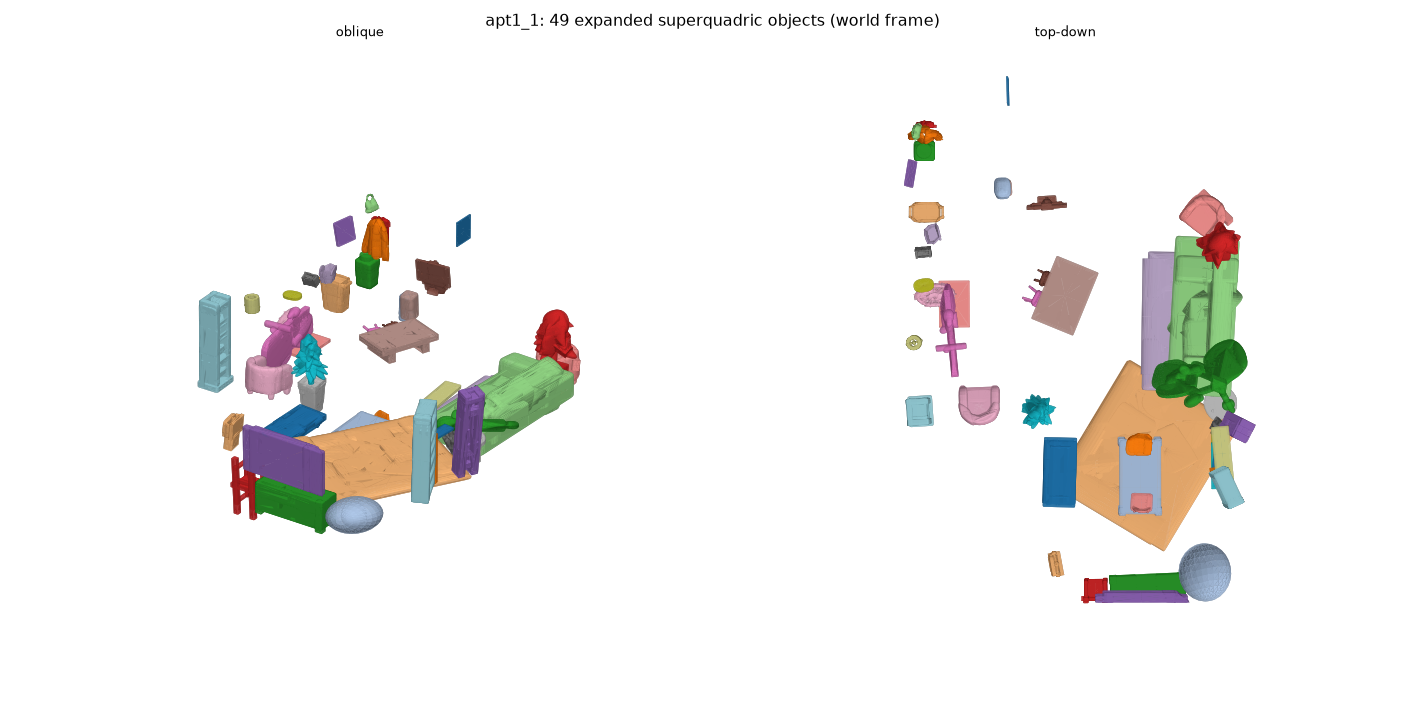 apt1_1: 49 expanded superquadric objects (world frame)
oblique
top-down